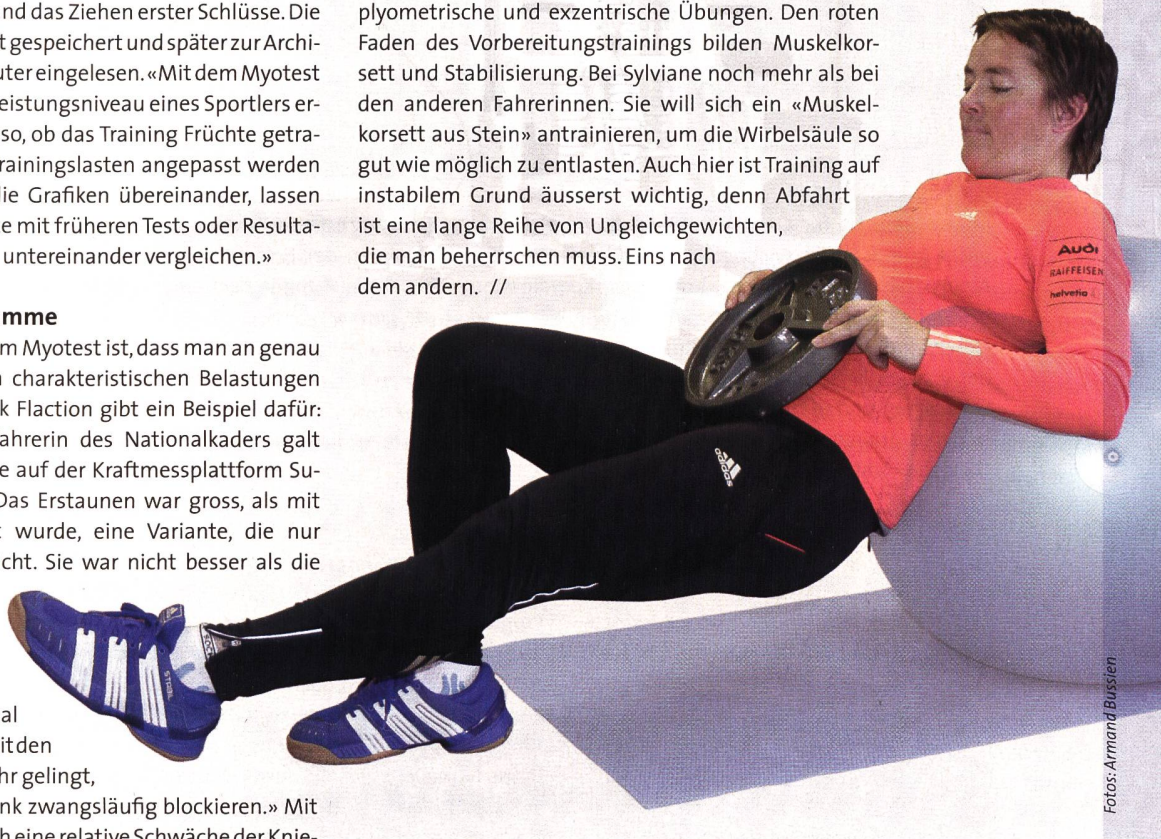 nd das Ziehen erster Schlüsse. Die
t gespeichert und später zur Archi-
uter eingelesen. «Mit dem Myotest
eistungsniveau eines Sportlers er-
so, ob das Training Früchte getra-
rainingslasten angepasst werden
lie Grafiken übereinander, lassen
e mit früheren Tests oder Resulta-
untereinander vergleichen.»
mme
m Myotest ist, dass man an genau
n charakteristischen Belastungen
k Flaction gibt ein Beispiel dafür:
ahrerin des Nationalkaders galt
e auf der Kraftmessplattform Su-
Das Erstaunen war gross, als mit
t wurde, eine Variante, die nur
cht. Sie war nicht besser als die
al
it den
hr gelingt,
nk zwangsläufig blockieren.» Mit
h eine relative Schwäche der Knie-
plyometrische und exzentrische Übungen. Den roten
Faden des Vorbereitungstrainings bilden Muskelkor-
sett und Stabilisierung. Bei Sylviane noch mehr als bei
den anderen Fahrerinnen. Sie will sich ein «Muskel-
korsett aus Stein» antrainieren, um die Wirbelsäule so
gut wie möglich zu entlasten. Auch hier ist Training auf
instabilem Grund äusserst wichtig, denn Abfahrt
ist eine lange Reihe von Ungleichgewichten,
die man beherrschen muss. Eins nach
dem andern. //
Audi
RAIFFEISEN
helvetia
adidas
STABIL
Fotos: Armand Bussien